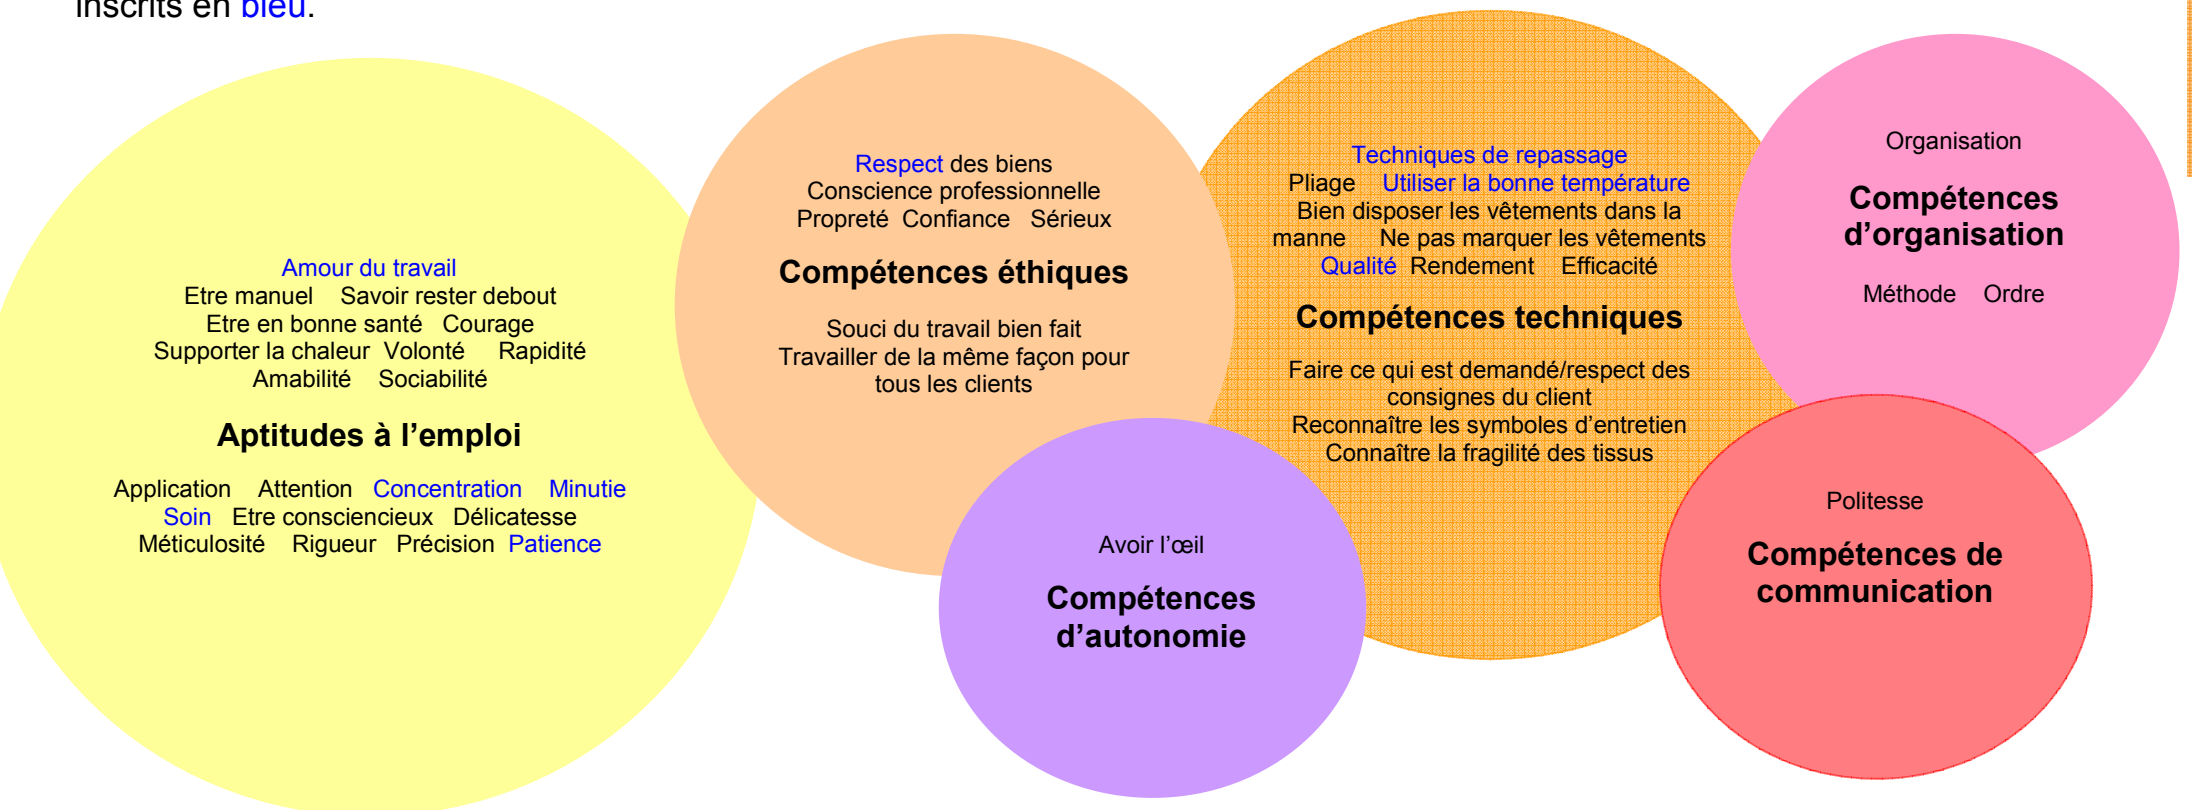 inscrits en bleu.
Amour du travail
Etre manuel Savoir rester debout
Etre en bonne santé Courage
Supporter la chaleur Volonté Rapidité
Amabilité Sociabilité
Aptitudes à l’emploi
Application Attention Concentration Minutie
Soin Etre consciencieux Délicatesse
Méticulosité Rigueur Précision Patience
Respect des biens
Conscience professionnelle
Propreté Confiance Sérieux
Compétences éthiques
Souci du travail bien fait
Travailler de la même façon pour
tous les clients
Avoir l’œil
Compétences
d’autonomie
Techniques de repassage
Pliage Utiliser la bonne température
Bien disposer les vêtements dans la
manne Ne pas marquer les vêtements
Qualité Rendement Efficacité
Compétences techniques
Faire ce qui est demandé/respect des
consignes du client
Reconnaître les symboles d’entretien
Connaître la fragilité des tissus
Organisation
Compétences
d’organisation
Méthode Ordre
Politesse
Compétences de
communication